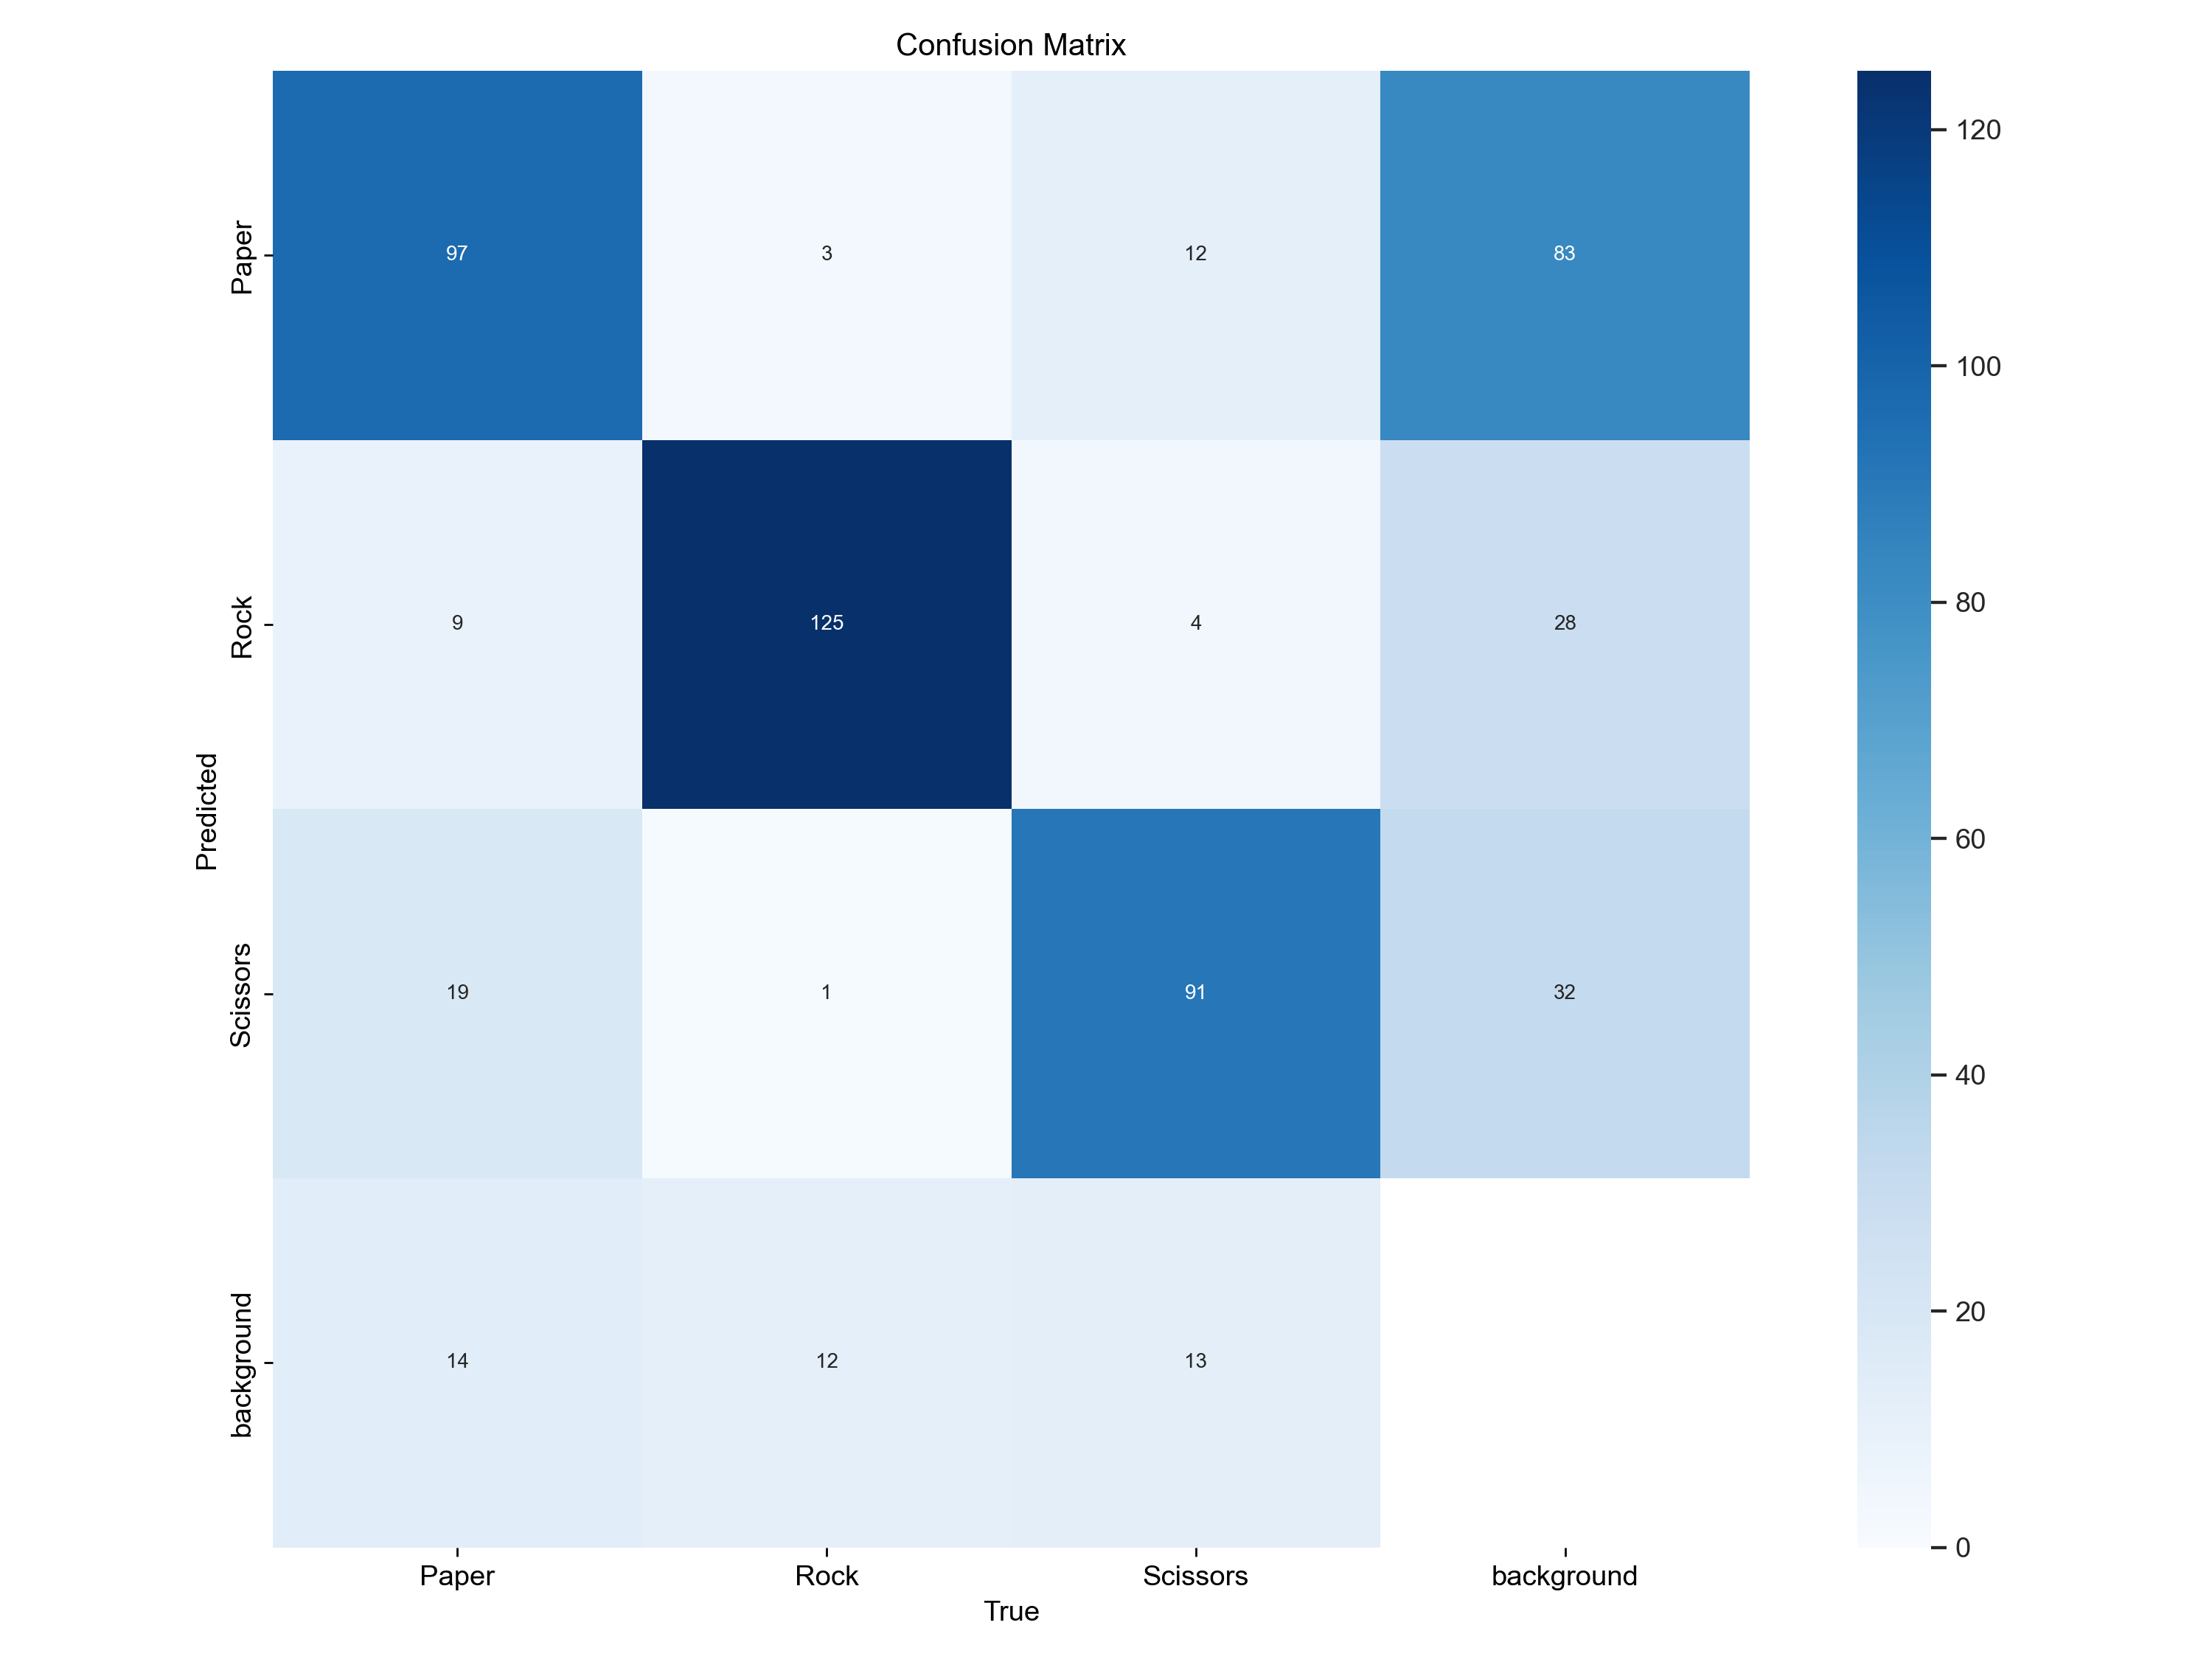 Confusion Matrix
Paper
97
3
12
83
120
100
Rock
9
125
4
28
80
Predicted
60
Scissors
19
1
91
32
40
background
14
12
13
20
0
Paper
Rock
Scissors
background
True